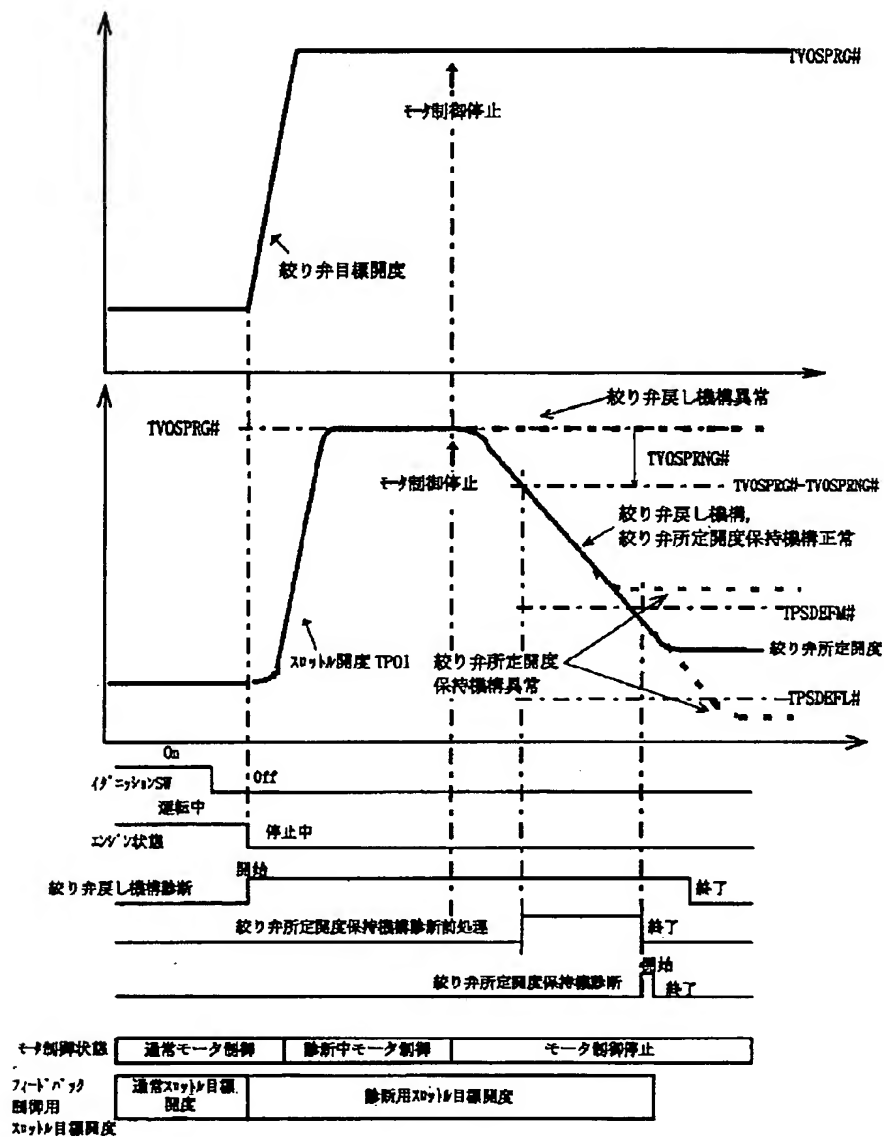 TVOSPRG#
モータ制御停止
絞り弁目標開度
絞り弁戻し機構異常
TVOSPRG#
TVOSPRNG#
モータ制御停止
TVOSPRG#-TVOSPRNG#
絞り弁戻し機構,
絞り弁所定開度保持機構正常
TPSDEFM#
絞り弁所定開度
スロットル開度 TPO1
絞り弁所定開度
保持機構異常
TPSDEFL#
On
イグニッションSW
Off
運転中
エンジン状態
停止中
開始
絞り弁戻し機構診断
終了
絞り弁所定開度保持機構診断前処理
終了
開始
絞り弁所定開度保持機診断
終了
モータ制御状態
通常モータ制御
診断中モータ制御
モータ制御停止
フィードバック
制御用
スロットル目標開度
通常スロットル目標
開度
診断用スロットル目標開度